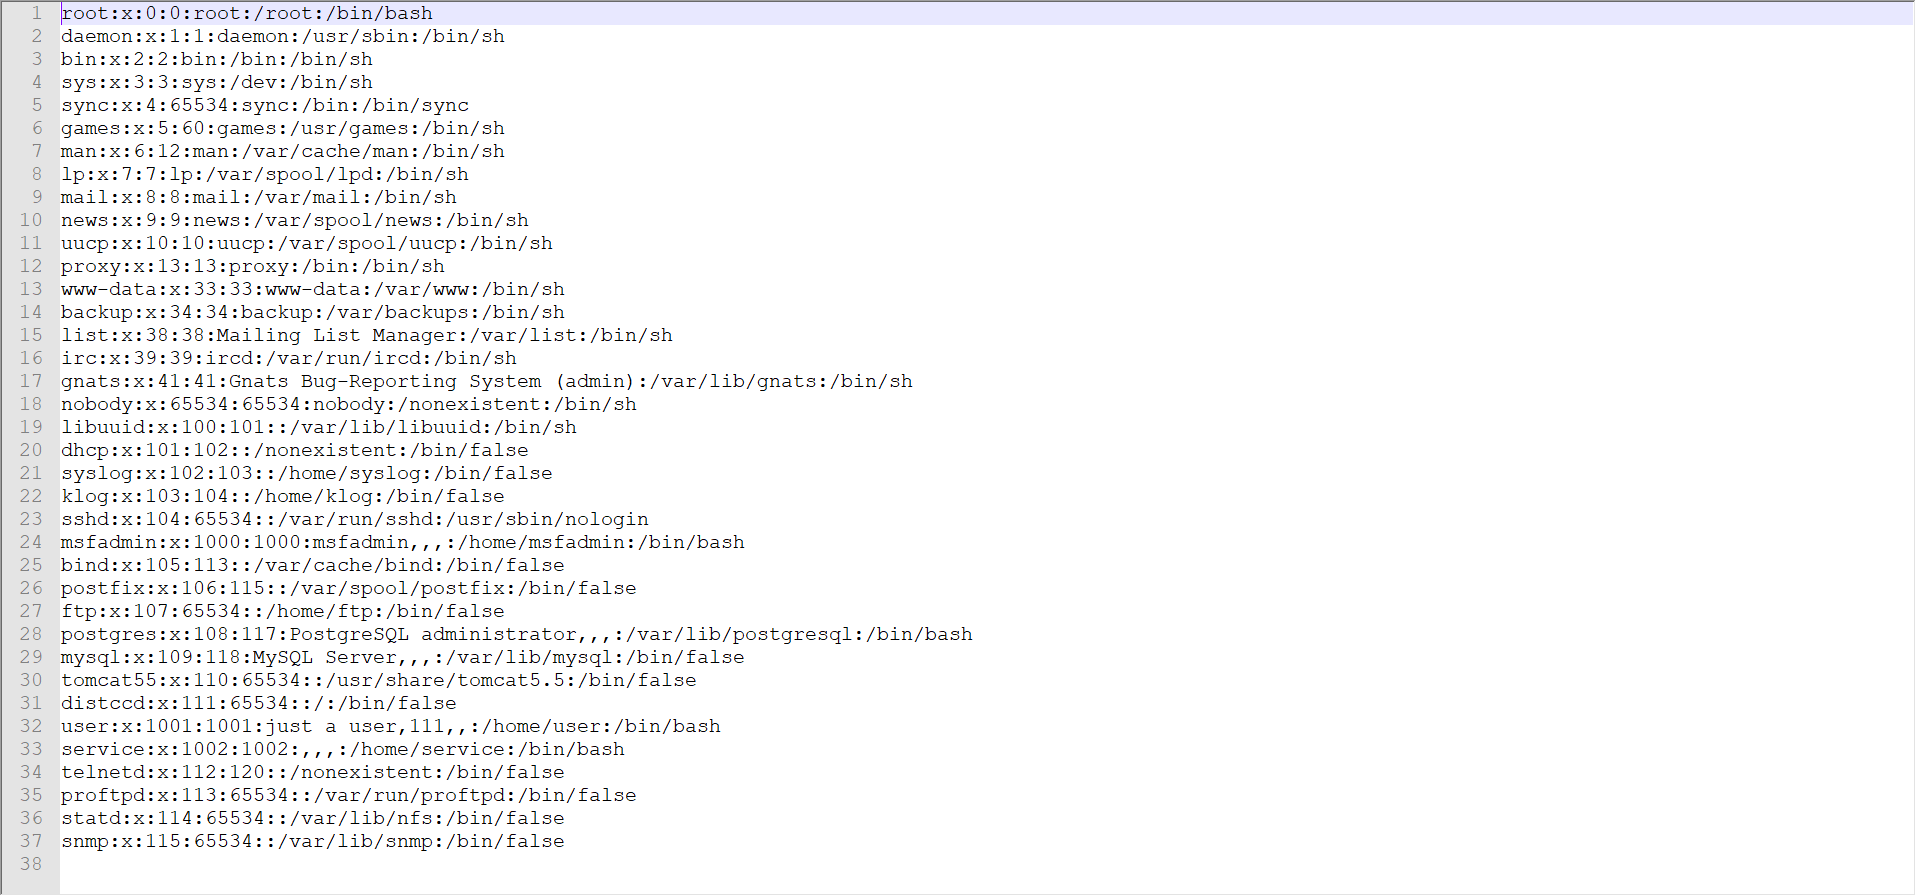 1 root:x:0:0:root:/root:/bin/bash
2 daemon:x:1:1:daemon:/usr/sbin:/bin/sh
3 bin:x:2:2:bin:/bin:/bin/sh
4 sys:x:3:3:sys:/dev:/bin/sh
5 sync:x:4:65534:sync:/bin:/bin/sync
6 games:x:5:60:games:/usr/games:/bin/sh
7 man:x:6:12:man:/var/cache/man:/bin/sh
8 lp:x:7:7:lp:/var/spool/lpd:/bin/sh
9 mail:x:8:8:mail:/var/mail:/bin/sh
10 news:x:9:9:news:/var/spool/news:/bin/sh
11 uucp:x:10:10:uucp:/var/spool/uucp:/bin/sh
12 proxy:x:13:13:proxy:/bin:/bin/sh
13 www-data:x:33:33:www-data:/var/www:/bin/sh
14 backup:x:34:34:backup:/var/backups:/bin/sh
15 list:x:38:38:Mailing List Manager:/var/list:/bin/sh
16 irc:x:39:39:ircd:/var/run/ircd:/bin/sh
17 gnats:x:41:41:Gnats Bug-Reporting System (admin):/var/lib/gnats:/bin/sh
18 nobody:x:65534:65534:nobody:/nonexistent:/bin/sh
19 libuuid:x:100:101::/var/lib/libuuid:/bin/sh
20 dhcp:x:101:102::/nonexistent:/bin/false
21 syslog:x:102:103::/home/syslog:/bin/false
22 klog:x:103:104::/home/klog:/bin/false
23 sshd:x:104:65534::/var/run/sshd:/usr/sbin/nologin
24 msfadmin:x:1000:1000:msfadmin,,,:/home/msfadmin:/bin/bash
25 bind:x:105:113::/var/cache/bind:/bin/false
26 postfix:x:106:115::/var/spool/postfix:/bin/false
27 ftp:x:107:65534::/home/ftp:/bin/false
28 postgres:x:108:117:PostgreSQL administrator,,,:/var/lib/postgresql:/bin/bash
29 mysql:x:109:118:MySQL Server,,,:/var/lib/mysql:/bin/false
30 tomcat55:x:110:65534::/usr/share/tomcat5.5:/bin/false
31 distccd:x:111:65534::/:/bin/false
32 user:x:1001:1001:just a user,111,,:/home/user:/bin/bash
33 service:x:1002:1002:,,,:/home/service:/bin/bash
34 telnetd:x:112:120::/nonexistent:/bin/false
35 proftpd:x:113:65534::/var/run/proftpd:/bin/false
36 statd:x:114:65534::/var/lib/nfs:/bin/false
37 snmp:x:115:65534::/var/lib/snmp:/bin/false
38